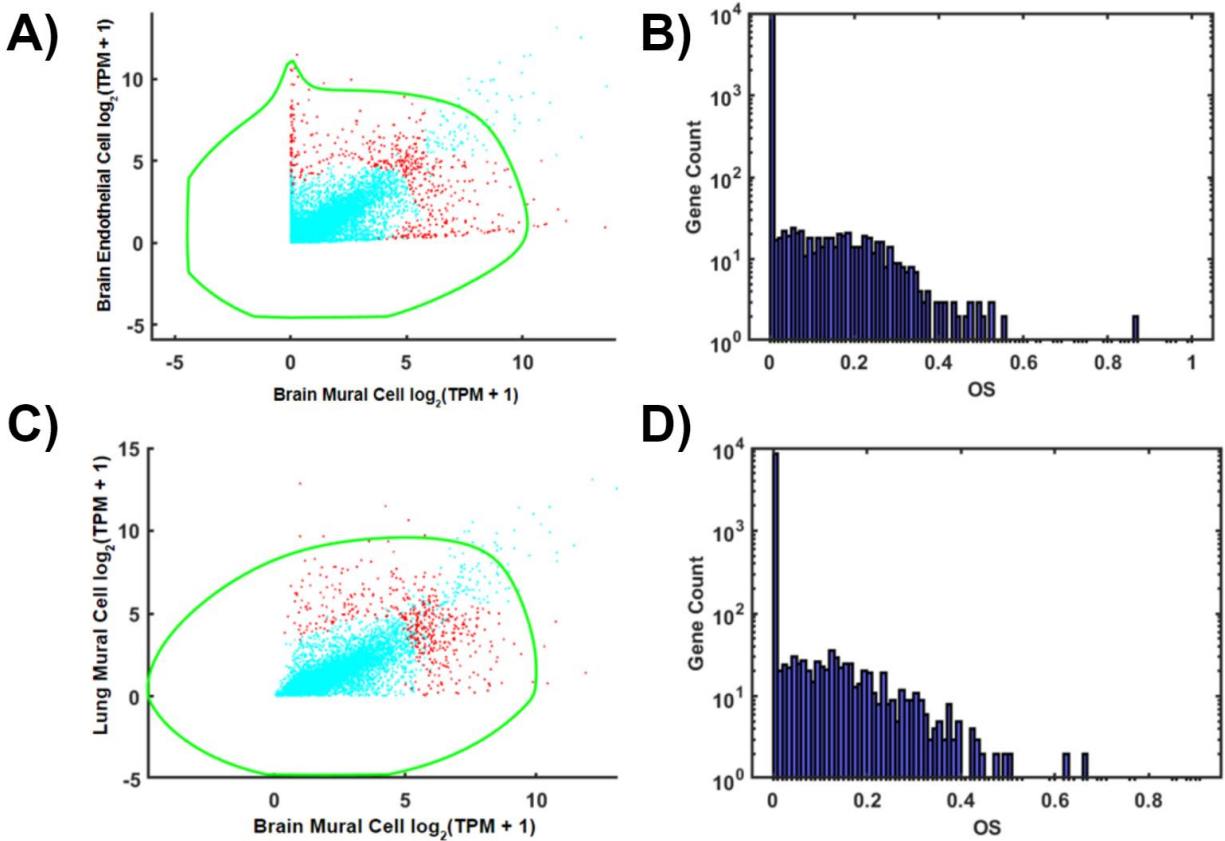 A)
Brain Endothelial Cell log2(TPM + 1)
10
5
0
-5
-5 0 5 10
Brain Mural Cell log2(TPM + 1)
B)
Gene Count
10^4
10^3
10^2
10^1
10^0
0 0.2 0.4 0.6 0.8 1
OS
C)
Lung Mural Cell log2(TPM + 1)
15
10
5
0
-5
0 5 10
Brain Mural Cell log2(TPM + 1)
D)
Gene Count
10^4
10^3
10^2
10^1
10^0
0 0.2 0.4 0.6 0.8
OS